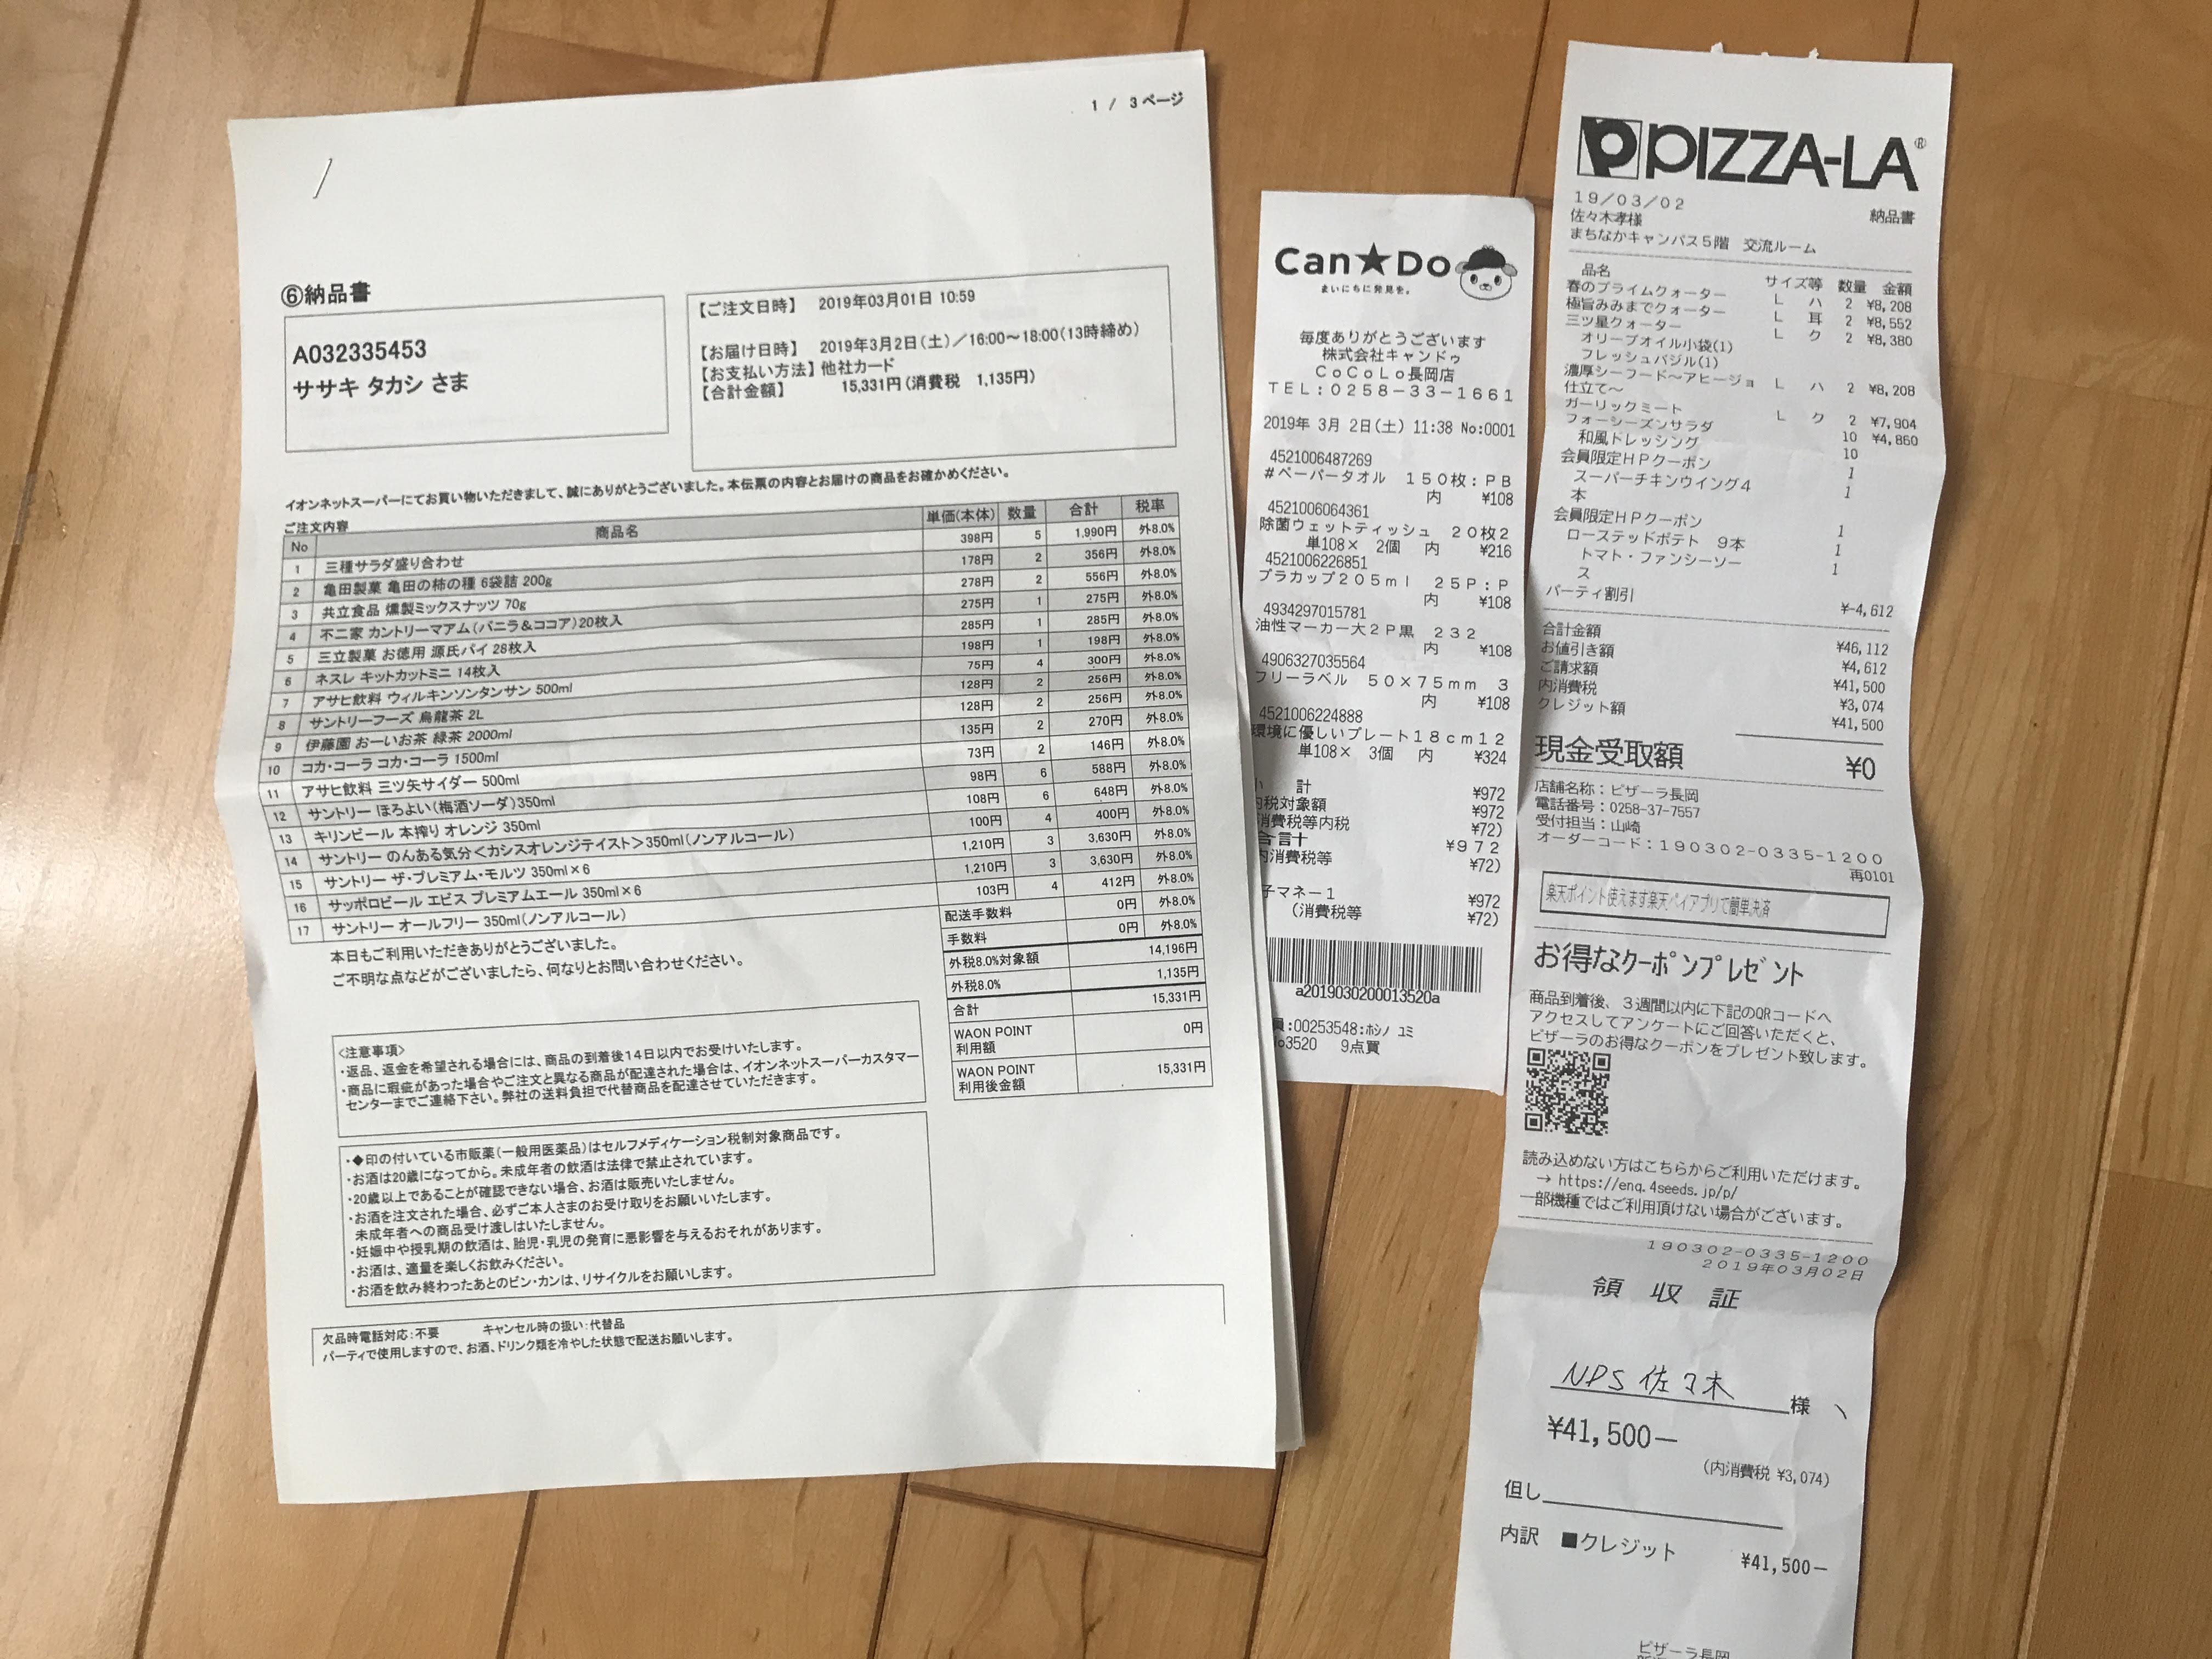 1 / 3ページ
⑥納品書
A032335453
ササキ タカシ さま
【ご注文日時】 2019年03月01日 10:59
【お届け日時】 2019年3月2日(土)/16:00~18:00(13時締め)
【お支払い方法】他社カード
【合計金額】 15,331円(消費税 1,135円)
イオンネットスーパーにてお買い物いただきまして、誠にありがとうございました。本伝票の内容とお届けの商品をお確かめください。
ご注文内容
No 商品名 単価(本体) 数量 合計 税率
1 三種サラダ盛り合わせ 398円 5 1,990円 外8.0%
2 亀田製菓 亀田の柿の種 6袋詰 200g 178円 2 356円 外8.0%
3 共立食品 燻製ミックスナッツ 70g 278円 2 556円 外8.0%
4 不二家 カントリーマアム(バニラ&ココア)20枚入 275円 1 275円 外8.0%
5 三立製菓 お徳用 源氏パイ 28枚入 285円 1 285円 外8.0%
6 ネスレ キットカットミニ 14枚入 198円 1 198円 外8.0%
7 アサヒ飲料 ウィルキンソンタンサン 500ml 75円 4 300円 外8.0%
8 サントリーフーズ 烏龍茶 2L 128円 2 256円 外8.0%
9 伊藤園 おーいお茶 緑茶 2000ml 128円 2 256円 外8.0%
10 コカ・コーラ コカ・コーラ 1500ml 135円 2 270円 外8.0%
11 アサヒ飲料 三ツ矢サイダー 500ml 73円 2 146円 外8.0%
12 サントリー ほろよい(梅酒ソーダ)350ml 98円 6 588円 外8.0%
13 キリンビール 本搾り オレンジ 350ml 108円 6 648円 外8.0%
14 サントリー のんある気分<カシスオレンジテイスト>350ml(ノンアルコール) 100円 4 400円 外8.0%
15 サントリー ザ・プレミアム・モルツ 350ml×6 1,210円 3 3,630円 外8.0%
16 サッポロビール エビス プレミアムエール 350ml×6 1,210円 3 3,630円 外8.0%
17 サントリー オールフリー 350ml(ノンアルコール) 103円 4 412円 外8.0%
配送手数料 0円 外8.0%
手数料 0円 外8.0%
外税8.0%対象額 14,196円
外税8.0% 1,135円
合計 15,331円
WAON POINT
利用額 0円
WAON POINT
利用後金額 15,331円
本日もご利用いただきありがとうございました。
ご不明な点などがございましたら、何なりとお問い合わせください。
<注意事項>
・返品、返金を希望される場合には、商品の到着後14日以内でお受けいたします。
・商品に瑕疵があった場合やご注文と異なる商品が配達された場合は、イオンネットスーパーカスタマー
センターまでご連絡下さい。弊社の送料負担で代替商品を配達させていただきます。
・◆印の付いている市販薬(一般用医薬品)はセルフメディケーション税制対象商品です。
・お酒は20歳になってから。未成年者の飲酒は法律で禁止されています。
・20歳以上であることが確認できない場合、お酒は販売いたしません。
・お酒を注文された場合、必ずご本人さまのお受け取りをお願いいたします。
未成年者への商品受け渡しはいたしません。
・妊娠中や授乳期の飲酒は、胎児・乳児の発育に悪影響を与えるおそれがあります。
・お酒は、適量を楽しくお飲みください。
・お酒を飲み終わったあとのビン・カンは、リサイクルをお願いします。
欠品時電話対応:不要 キャンセル時の扱い:代替品
パーティで使用しますので、お酒、ドリンク類を冷やした状態で配送お願いします。
Can★Do
まいにちに発見を。
毎度ありがとうございます
株式会社キャンドゥ
CoCoLo長岡店
TEL:0258-33-1661
2019年 3月 2日(土) 11:38 No:0001
4521006487269
#ペーパータオル 150枚:PB
内 ¥108
4521006064361
除菌ウェットティッシュ 20枚2
単108× 2個 内 ¥216
4521006226851
プラカップ205ml 25P:P
内 ¥108
4934297015781
油性マーカー大2P黒 232
内 ¥108
4906327035564
フリーラベル 50×75mm 3
内 ¥108
4521006224888
環境に優しいプレート18cm12
単108× 3個 内 ¥324
計 ¥972
内税対象額 ¥972
消費税等内税 ¥72)
合計 ¥972
内消費税等 ¥72)
子マネー1 ¥972
(消費税等 ¥72)
a2019030200013520a
員:00253548:ホシノ ユミ
No3520 9点買
PIZZA-LA®
19/03/02 納品書
佐々木孝様
まちなかキャンパス5階 交流ルーム
品名 サイズ等 数量 金額
春のプライムクォーター L ハ 2 ¥8,208
極旨みみまでクォーター L 耳 2 ¥8,552
三ツ星クォーター L ク 2 ¥8,380
オリーブオイル小袋(1)
フレッシュバジル(1)
濃厚シーフード~アヒージョ L ハ 2 ¥8,208
仕立て~
ガーリックミート L ク 2 ¥7,904
フォーシーズンサラダ 10 ¥4,860
和風ドレッシング 10
会員限定HPクーポン 1
スーパーチキンウイング4 1
本
会員限定HPクーポン 1
ローステッドポテト 9本 1
トマト・ファンシーソー 1
ス
パーティ割引 ¥-4,612
合計金額 ¥46,112
お値引き額 ¥4,612
ご請求額 ¥41,500
内消費税 ¥3,074
クレジット額 ¥41,500
現金受取額 ¥0
店舗名称:ピザーラ長岡
電話番号:0258-37-7557
受付担当:山崎
オーダーコード:190302-0335-1200
再0101
楽天ポイント使えます楽天ペイアプリで簡単決済
お得なクーポンプレゼント
商品到着後、3週間以内に下記のQRコードへ
アクセスしてアンケートにご回答いただくと、
ピザーラのお得なクーポンをプレゼント致します。
読み込めない方はこちらからご利用いただけます。
→ https://enq.4seeds.jp/p/
一部機種ではご利用頂けない場合がございます。
190302-0335-1200
2019年03月02日
領収証
NPS 佐々木 様
¥41,500-
(内消費税 ¥3,074)
但し
内訳 ■クレジット ¥41,500-
ピザーラ長岡